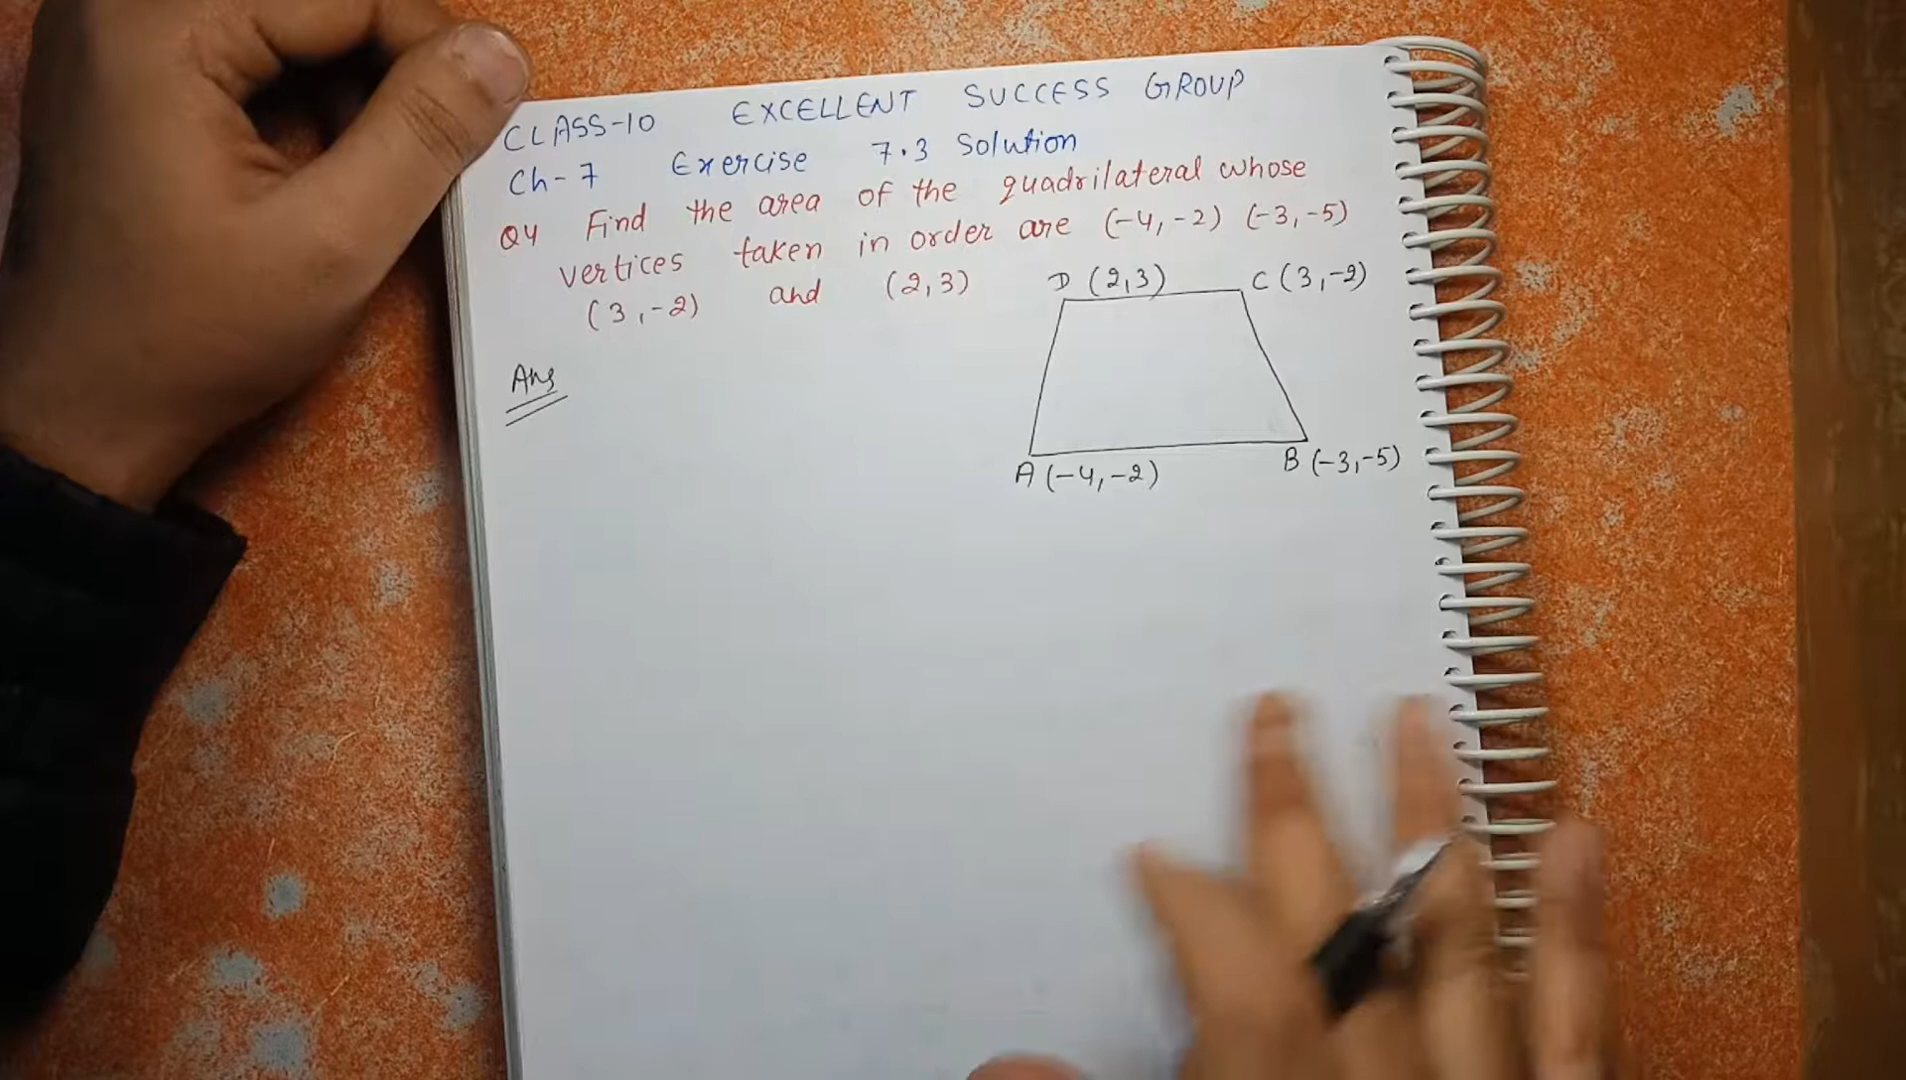 CLASS-10 EXCELLENT SUCCESS GROUP
Ch-7 Exercise 7.3 Solution
Q4 Find the area of the quadrilateral whose
vertices taken in order are (-4,-2) (-3,-5)
(3,-2) and (2,3)
D (2,3) C (3,-2)
Ans
A (-4,-2) B (-3,-5)